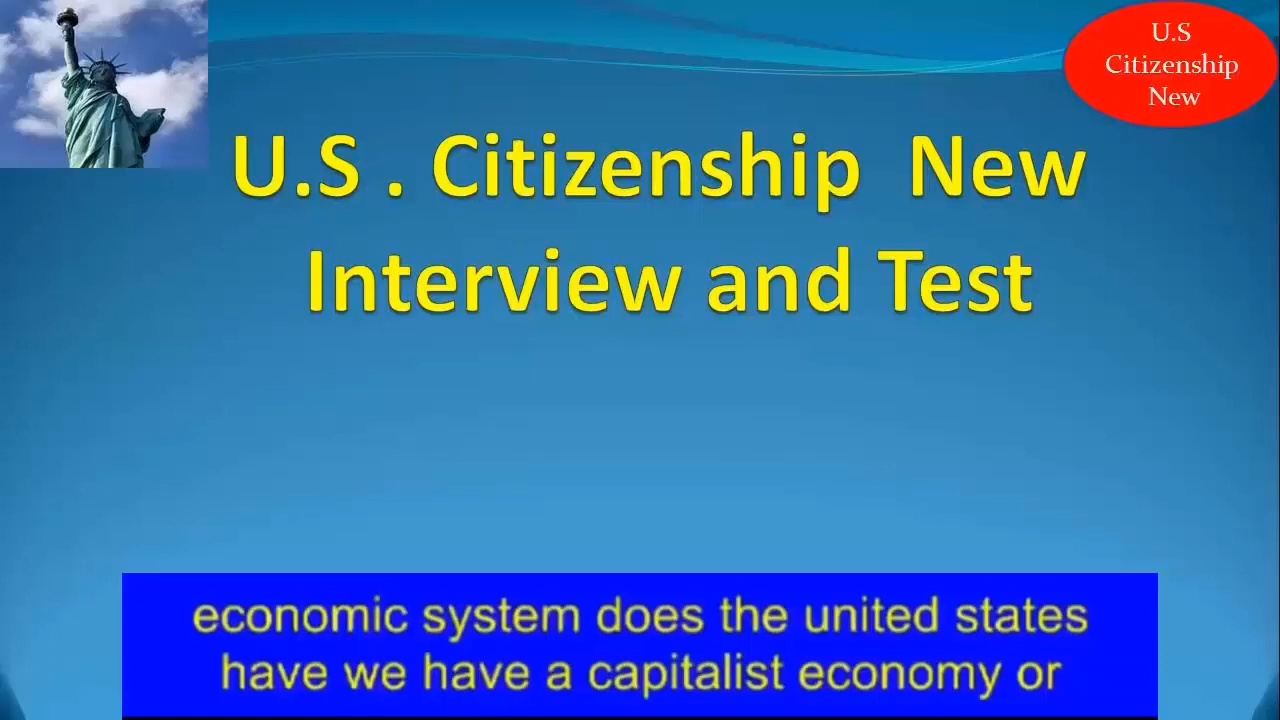 U.S
Citizenship
New
U.S . Citizenship New
Interview and Test
economic system does the united states
have we have a capitalist economy or